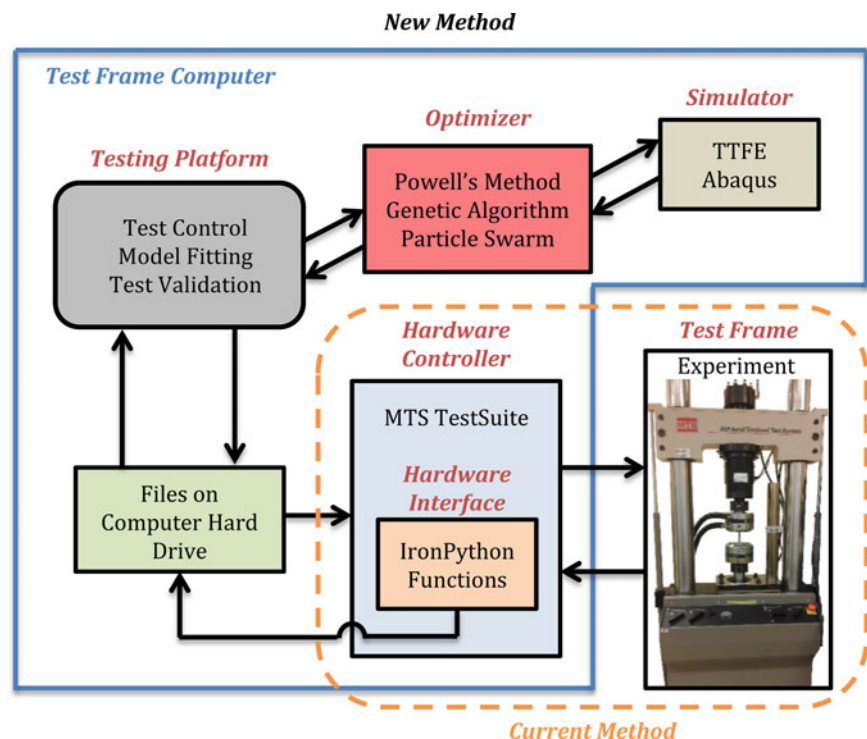 New Method
Test Frame Computer
Simulator
Optimizer
TTFE
Abaqus
Testing Platform
Powell's Method
Genetic Algorithm
Particle Swarm
Test Control
Model Fitting
Test Validation
Hardware
Controller
Test Frame
Experiment
MTS TestSuite
MTS
Hardware
Interface
Files on
Computer Hard
Drive
IronPython
Functions
Current Method